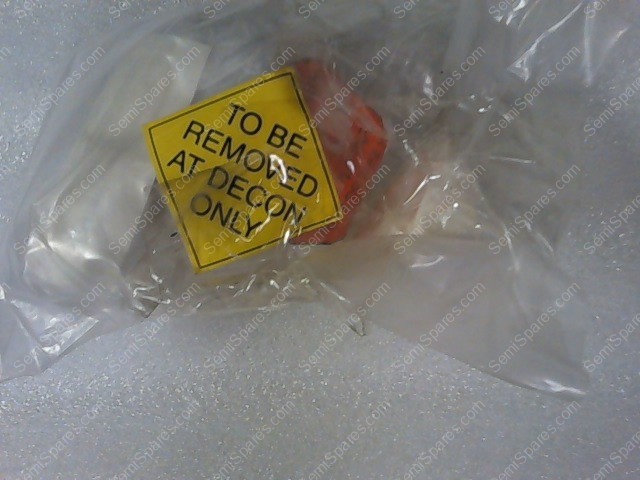 TO BE
REMOVED
AT DECON
ONLY
SemiSpares.com